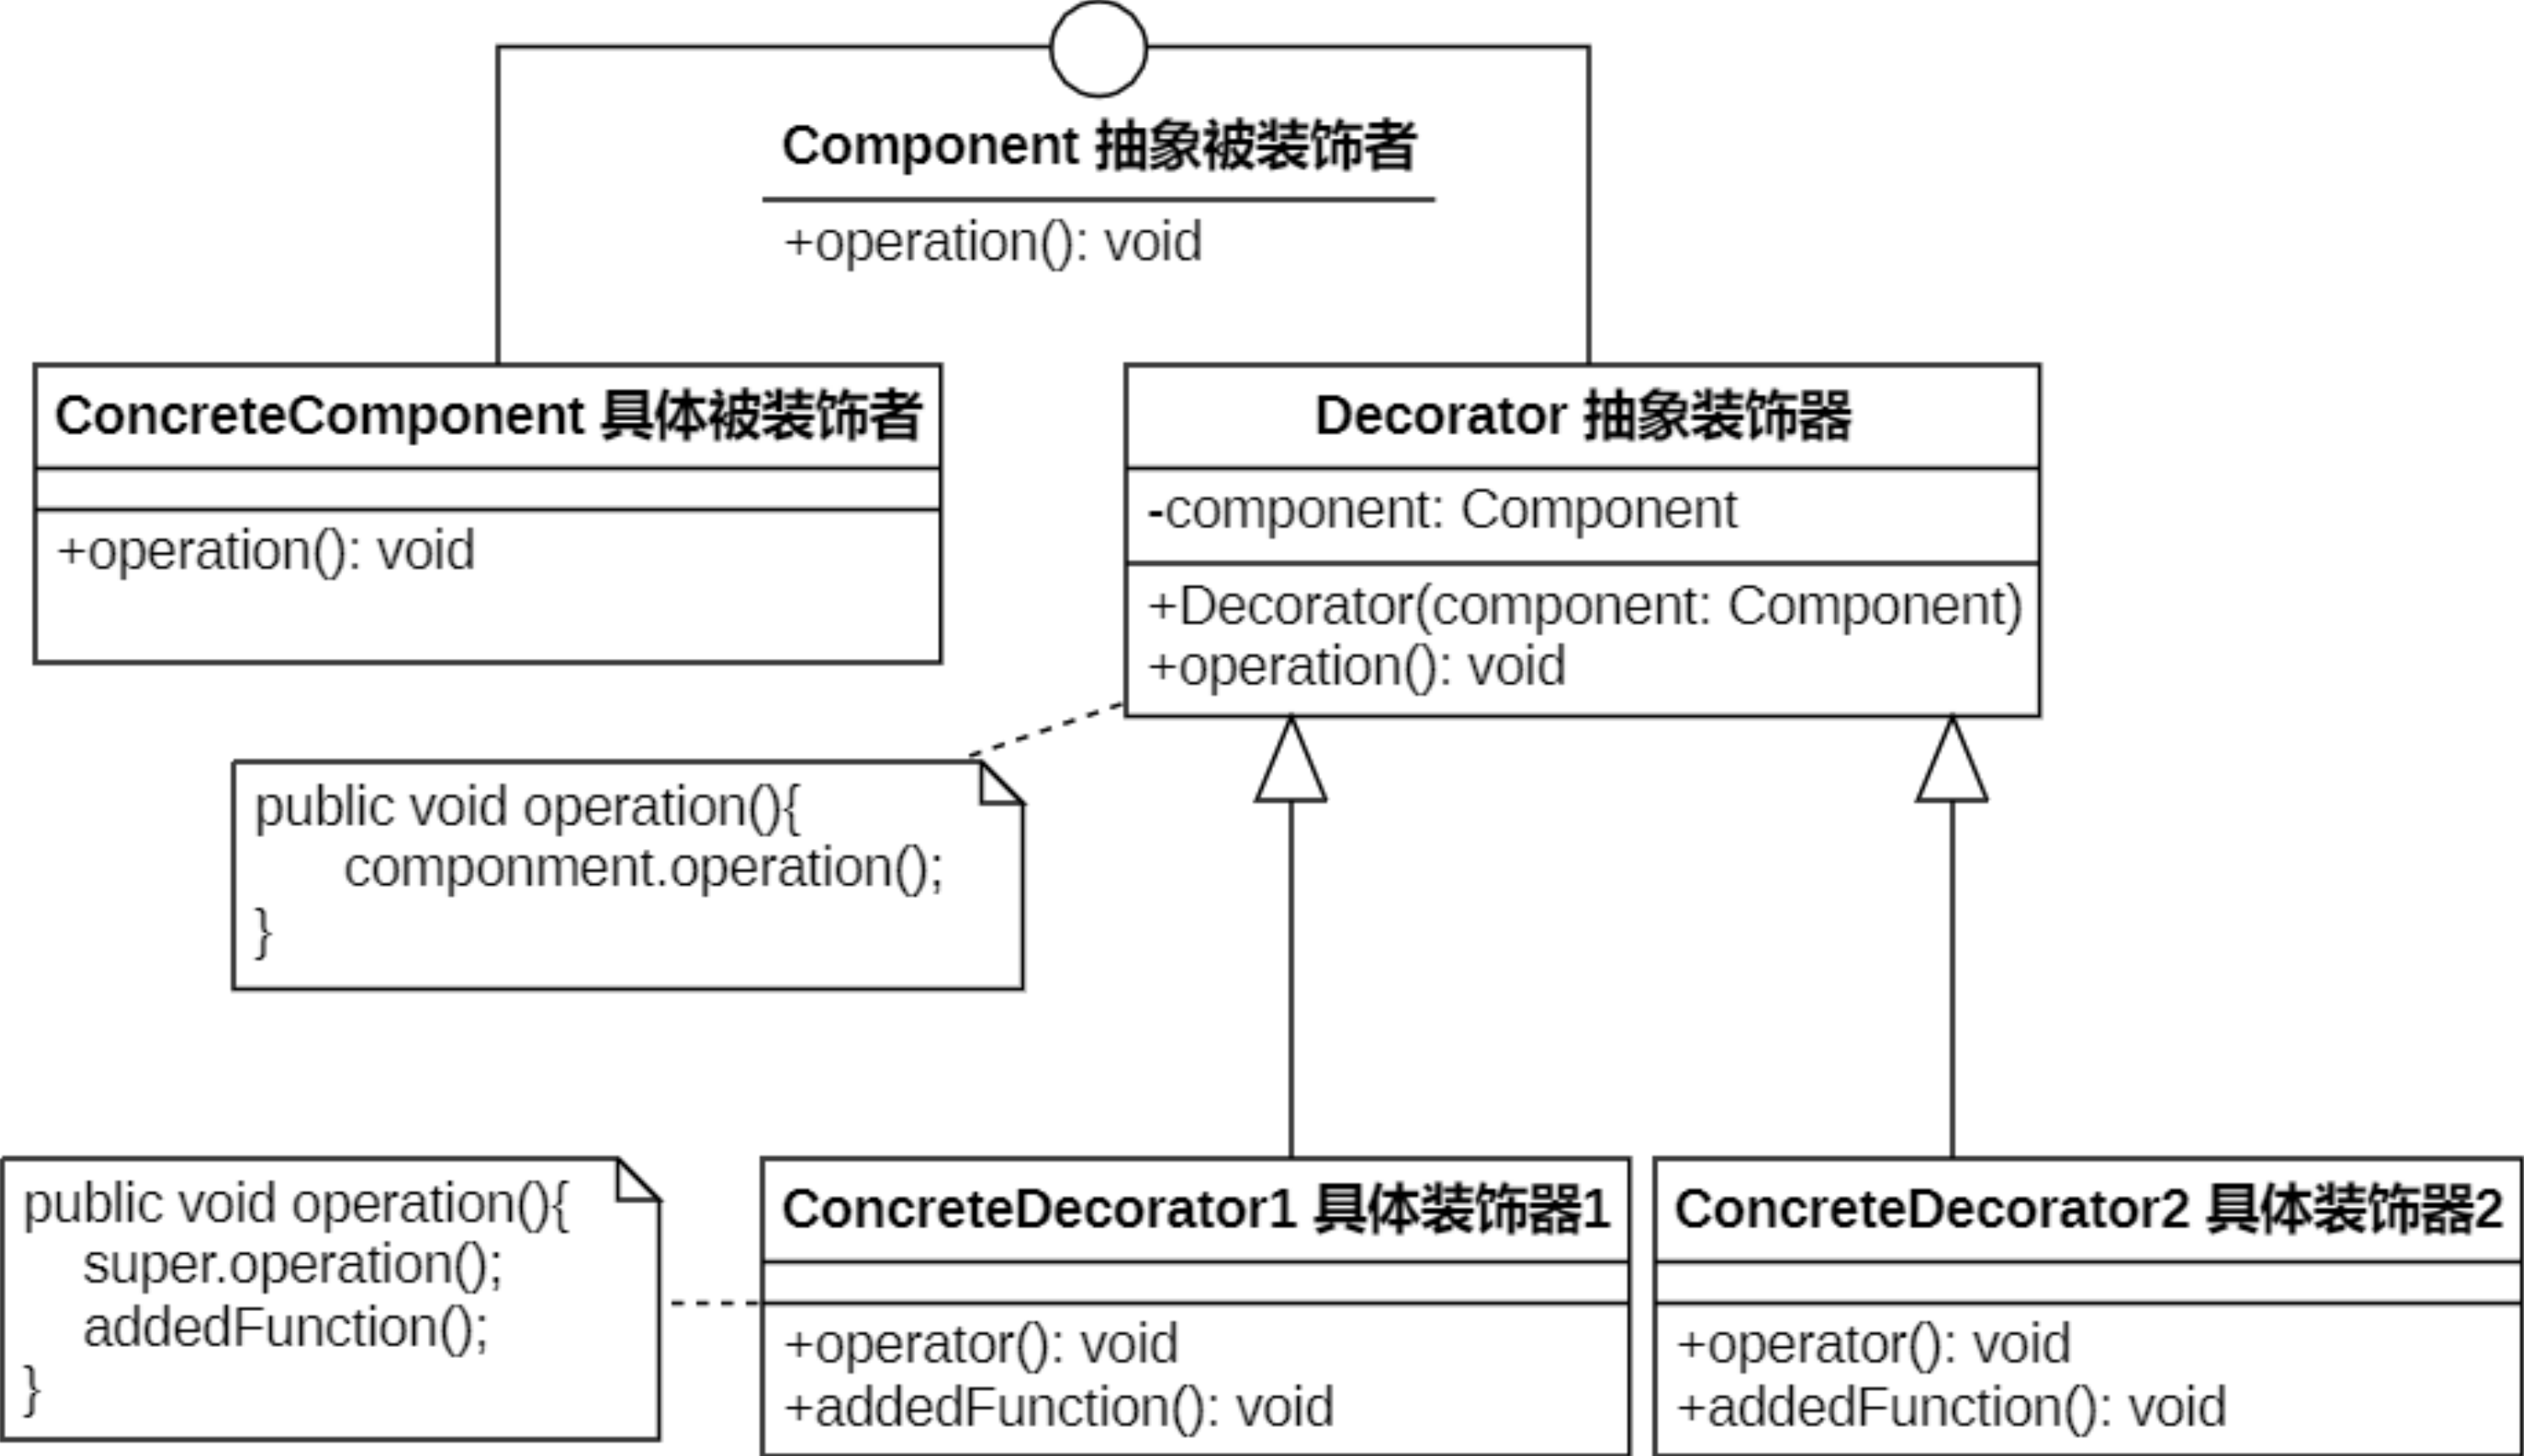 Component 抽象被装饰者
+operation(): void
ConcreteComponent 具体被装饰者
+operation(): void
Decorator 抽象装饰器
-component: Component
+Decorator(component: Component)
+operation(): void
public void operation(){
componment.operation();
}
public void operation(){
super.operation();
addedFunction();
}
ConcreteDecorator1 具体装饰器1
+operator(): void
+addedFunction(): void
ConcreteDecorator2 具体装饰器2
+operator(): void
+addedFunction(): void